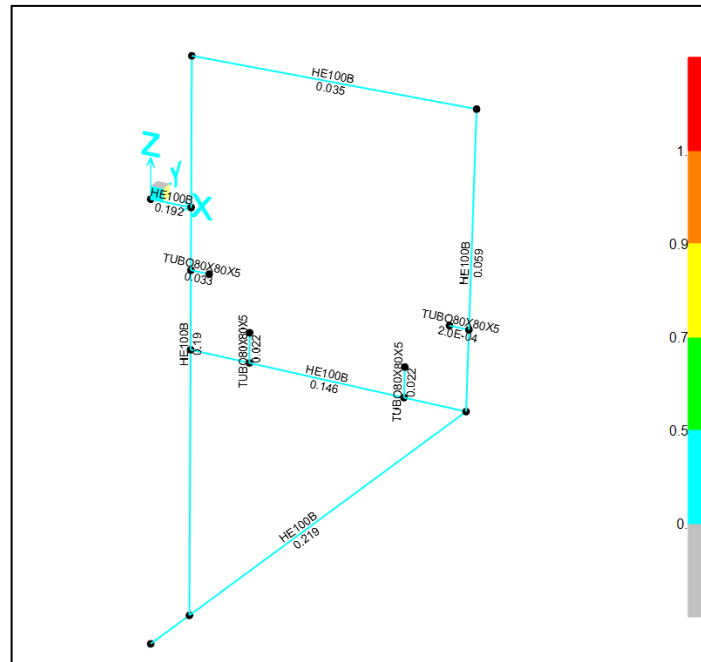 HE100B
0.035
Z
Y
X
HE100B
0.192
TUBO80X80X5
0.033
HE100B
0.059
TUBO80X80X5
2.0E-04
HE100B
0.19
TUBO80X80X5
0.022
HE100B
0.146
TUBO80X80X5
0.022
HE100B
0.219
1.
0.9
0.7
0.5
0.